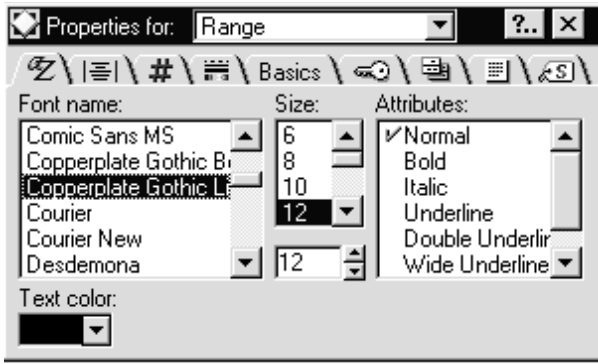 Properties for: Range ?..
# Basics
Font name: Size: Attributes:
Comic Sans MS 6 Normal
Copperplate Gothic B 8 Bold
Copperplate Gothic Li 10 Italic
Courier 12 Underline
Courier New Double Underlin
Desdemona 12 Wide Underline
Text color: